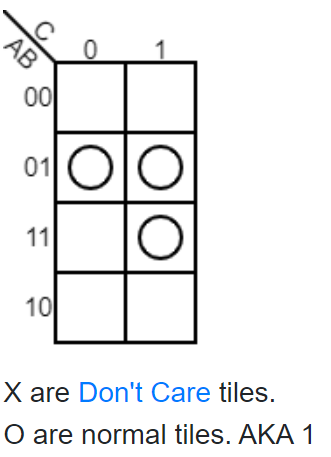 C
AB
0 1
00
01 O O
11 O
10
X are Don't Care tiles.
O are normal tiles. AKA 1